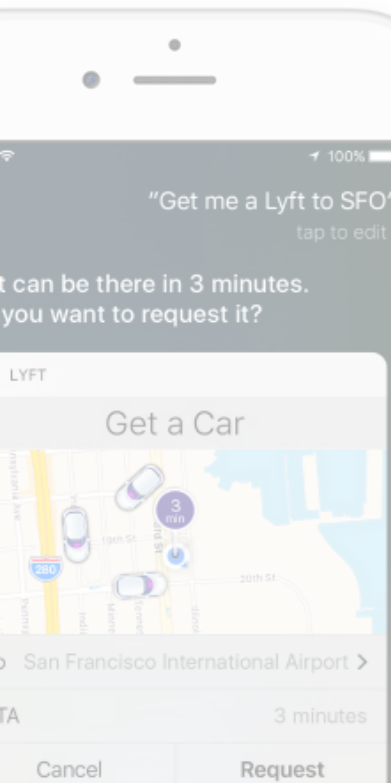 100%
"Get me a Lyft to SFO"
tap to edit
t can be there in 3 minutes.
you want to request it?
LYFT
Get a Car
3
min
19th St
280
20th St
San Francisco International Airport
TA
3 minutes
Cancel
Request